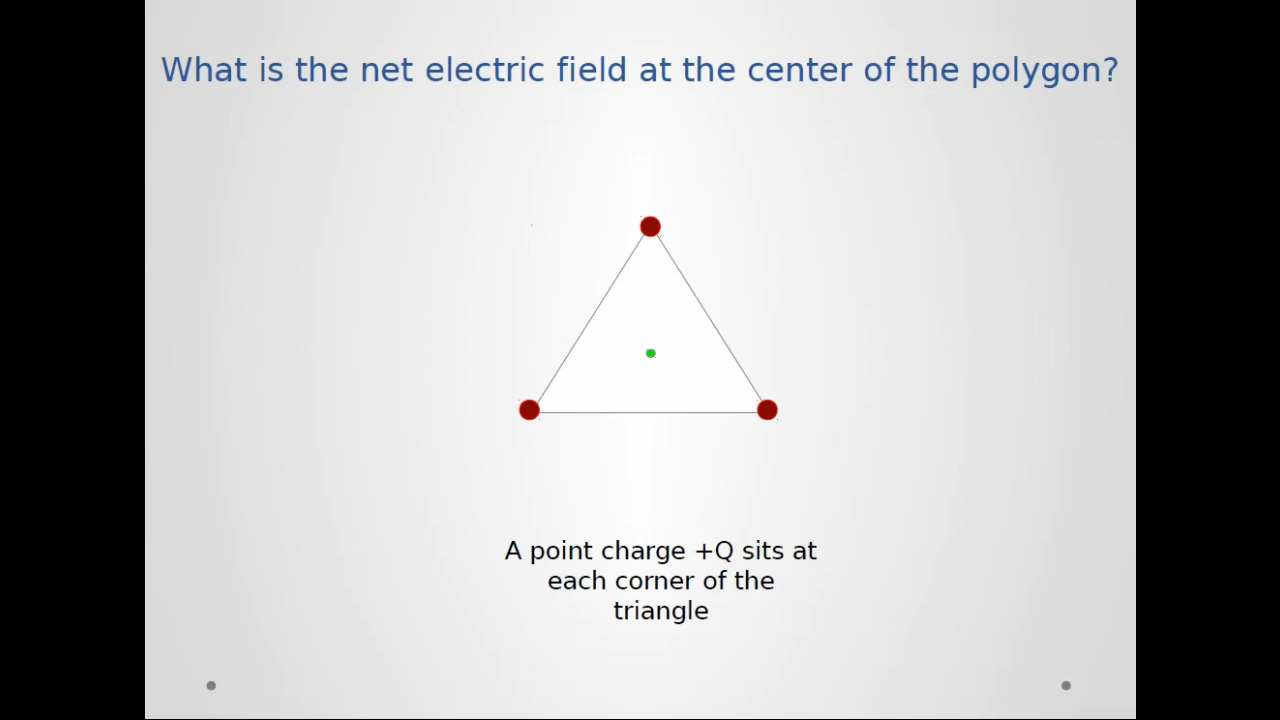 What is the net electric field at the center of the polygon?
A point charge +Q sits at
each corner of the
triangle